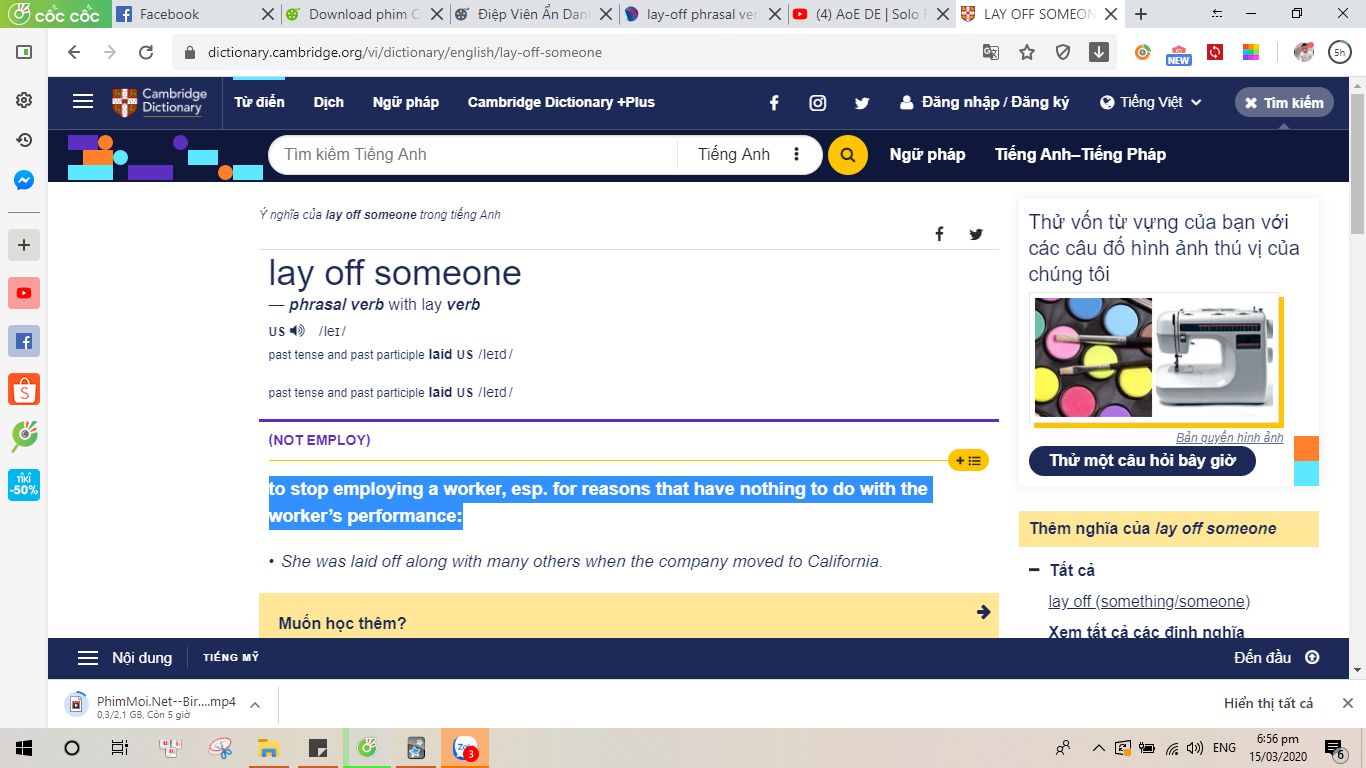 cốc cốc
Facebook
Download phim C
Điệp Viên Ẩn Danh
lay-off phrasal ver
(4) AoE DE | Solo
LAY OFF SOMEON
dictionary.cambridge.org/vi/dictionary/english/lay-off-someone
NEW
5h
Cambridge
Dictionary
Từ điển
Dịch
Ngữ pháp
Cambridge Dictionary +Plus
Đăng nhập / Đăng ký
Tiếng Việt
Tìm kiếm
Tìm kiếm Tiếng Anh
Tiếng Anh
Ngữ pháp
Tiếng Anh–Tiếng Pháp
Ý nghĩa của lay off someone trong tiếng Anh
lay off someone
— phrasal verb with lay verb
US /leɪ/
past tense and past participle laid US /leɪd/
past tense and past participle laid US /leɪd/
(NOT EMPLOY)
to stop employing a worker, esp. for reasons that have nothing to do with the
worker’s performance:
• She was laid off along with many others when the company moved to California.
Muốn học thêm?
Thử vốn từ vựng của bạn với
các câu đố hình ảnh thú vị của
chúng tôi
Bản quyền hình ảnh
Thử một câu hỏi bây giờ
Thêm nghĩa của lay off someone
Tất cả
lay off (something/someone)
Xem tất cả các định nghĩa
TIKI
-50%
Nội dung
TIẾNG MỸ
Đến đầu
PhimMoi.Net--Bir....mp4
0,3/2,1 GB, Còn 5 giờ
Hiển thị tất cả
Zalo
3
ENG
6:56 pm
15/03/2020
6